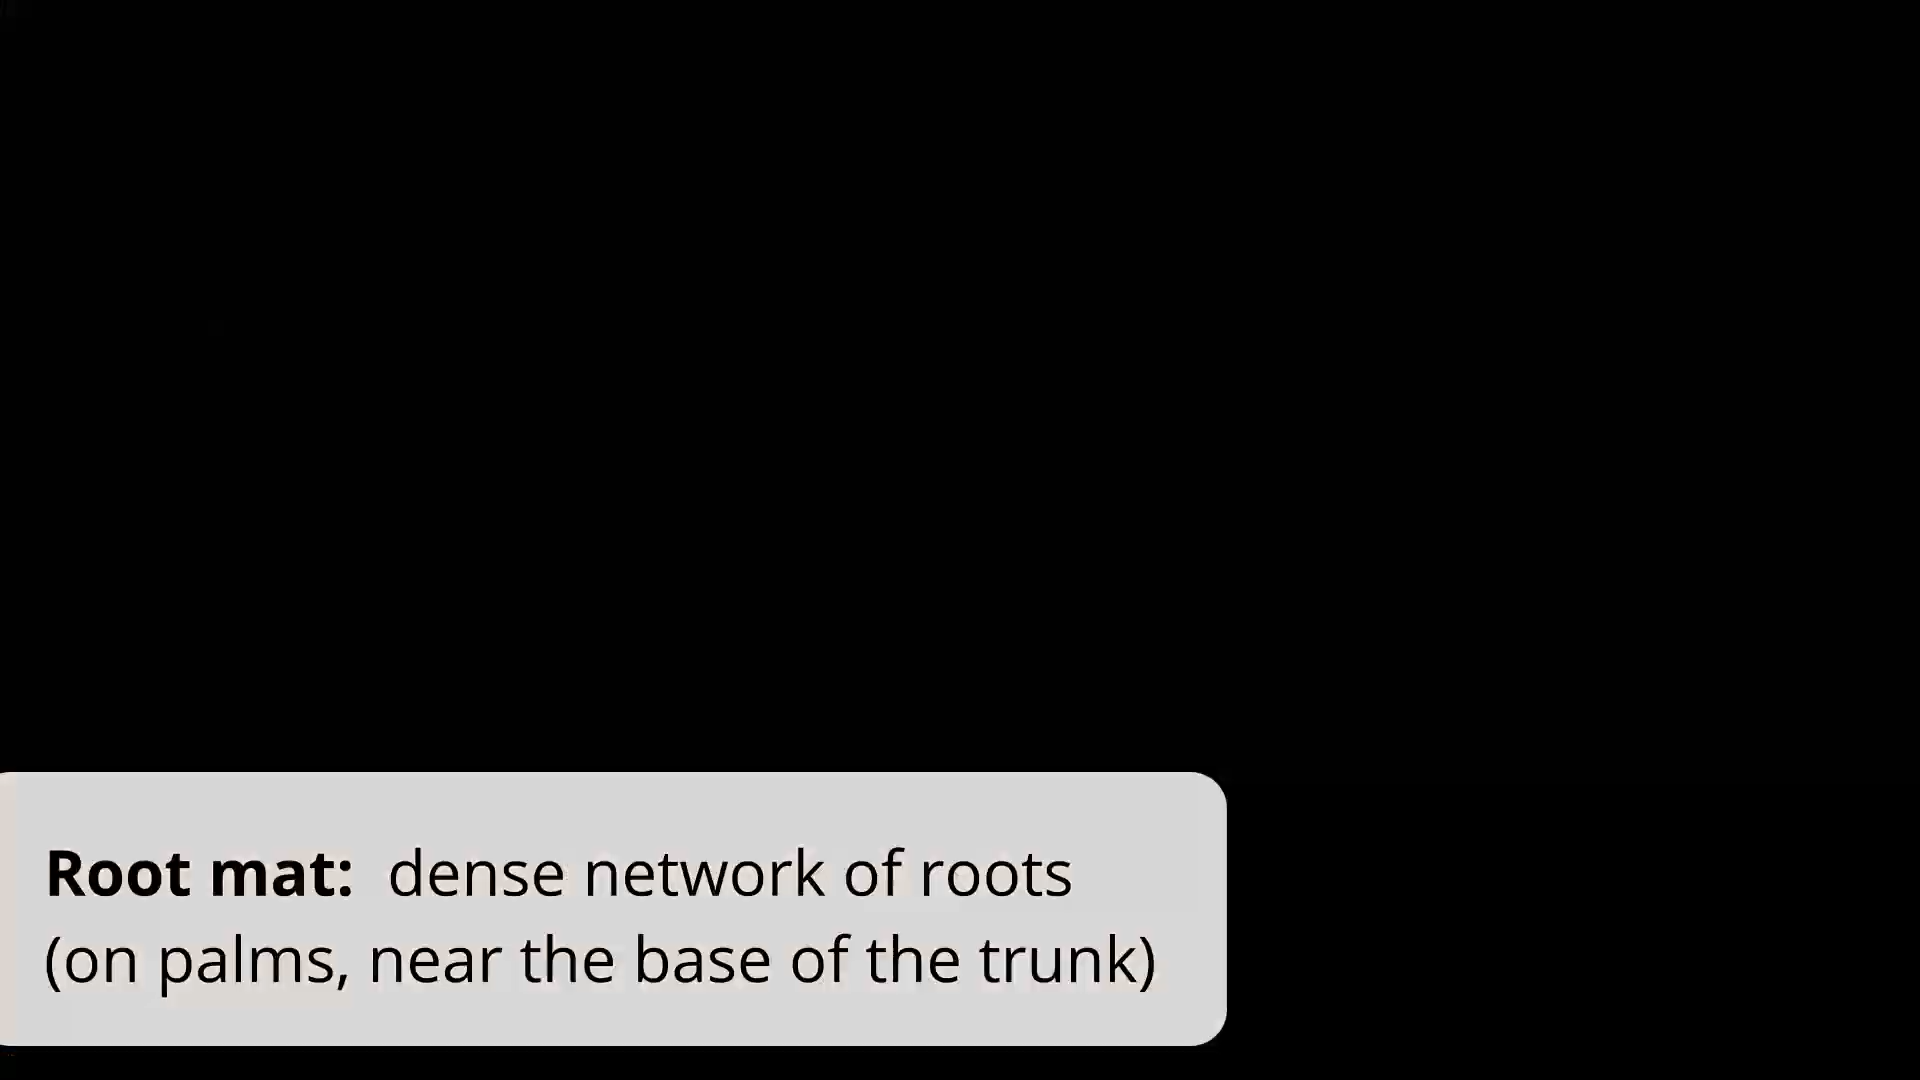 Root mat: dense network of roots
(on palms, near the base of the trunk)